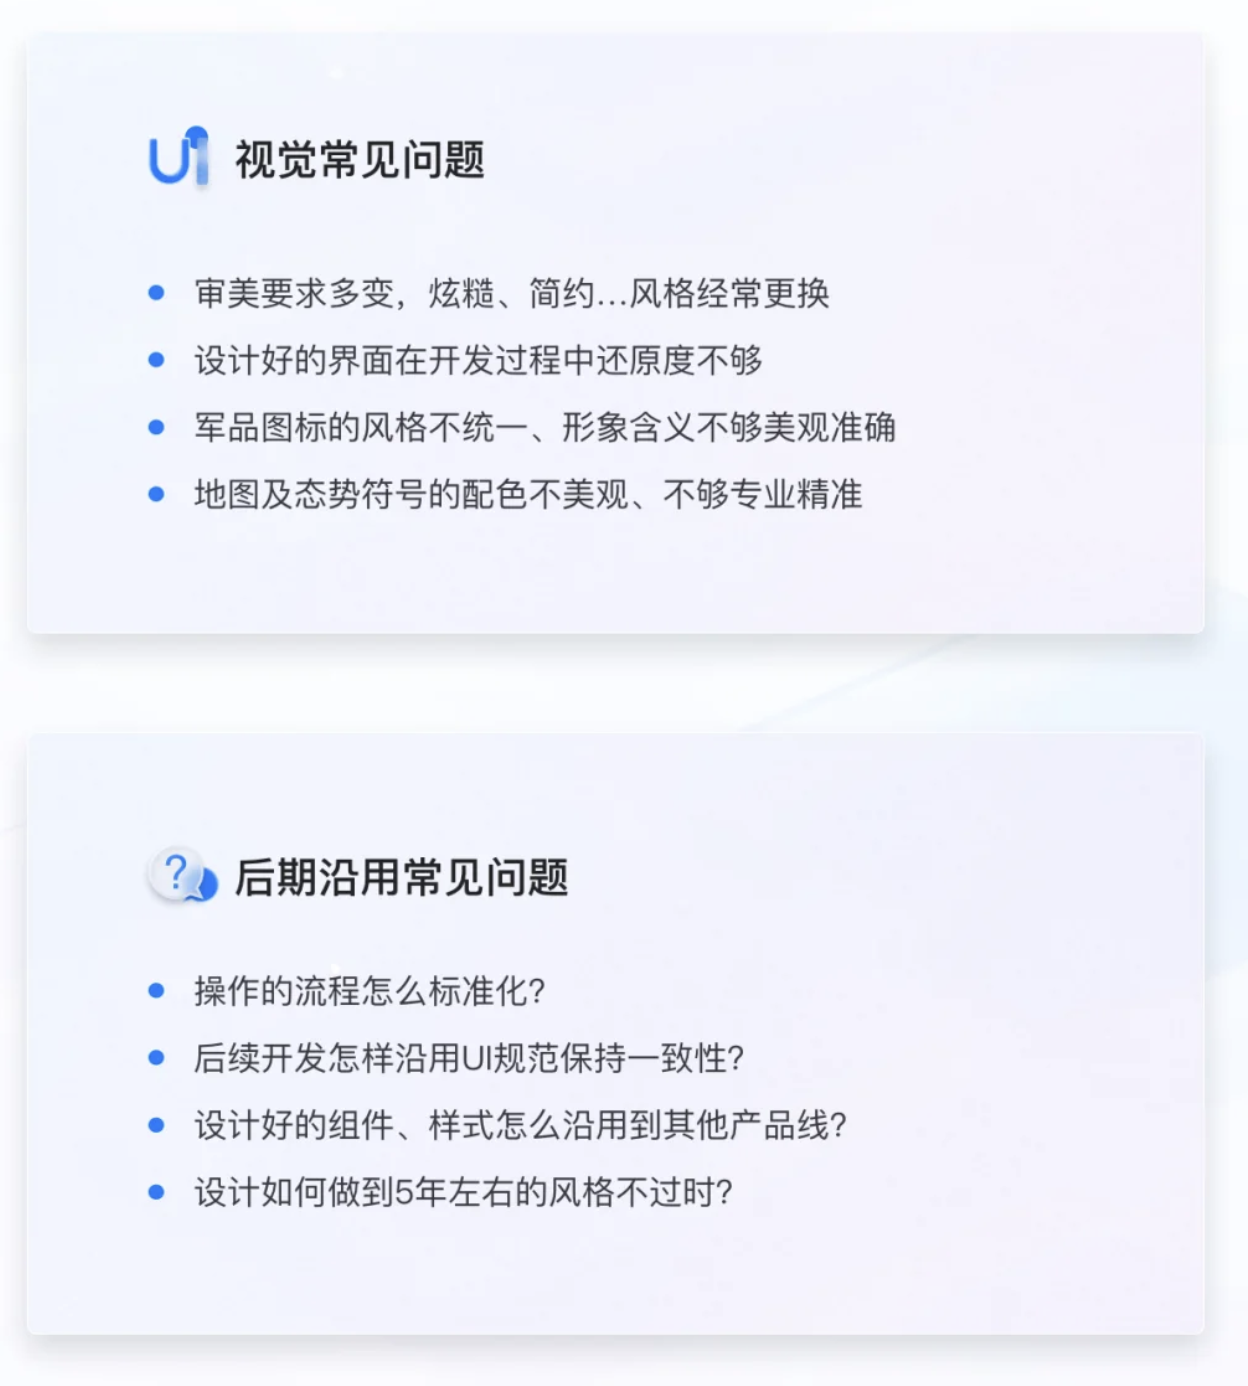 UI 视觉常见问题
审美要求多变，炫糙、简约...风格经常更换
设计好的界面在开发过程中还原度不够
军品图标的风格不统一、形象含义不够美观准确
地图及态势符号的配色不美观、不够专业精准
? 后期沿用常见问题
操作的流程怎么标准化?
后续开发怎样沿用UI规范保持一致性?
设计好的组件、样式怎么沿用到其他产品线?
设计如何做到5年左右的风格不过时?